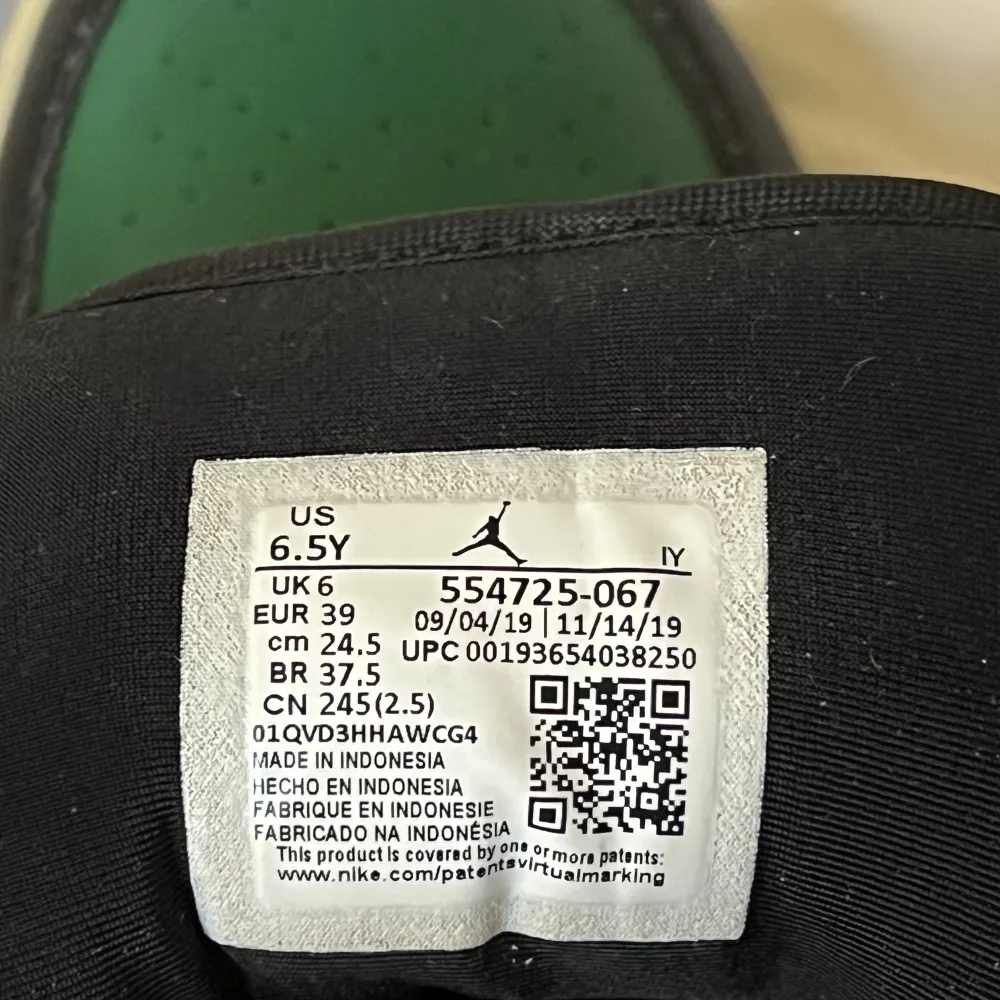 US
6.5Y
IY
UK 6
EUR 39
cm 24.5
BR 37.5
CN 245(2.5)
554725-067
09/04/19 | 11/14/19
UPC 00193654038250
01QVD3HHAWCG4
MADE IN INDONESIA
HECHO EN INDONESIA
FABRIQUE EN INDONESIE
FABRICADO NA INDONÉSIA
This product is covered by one or more patents:
www.nike.com/patentsvirtualmarking